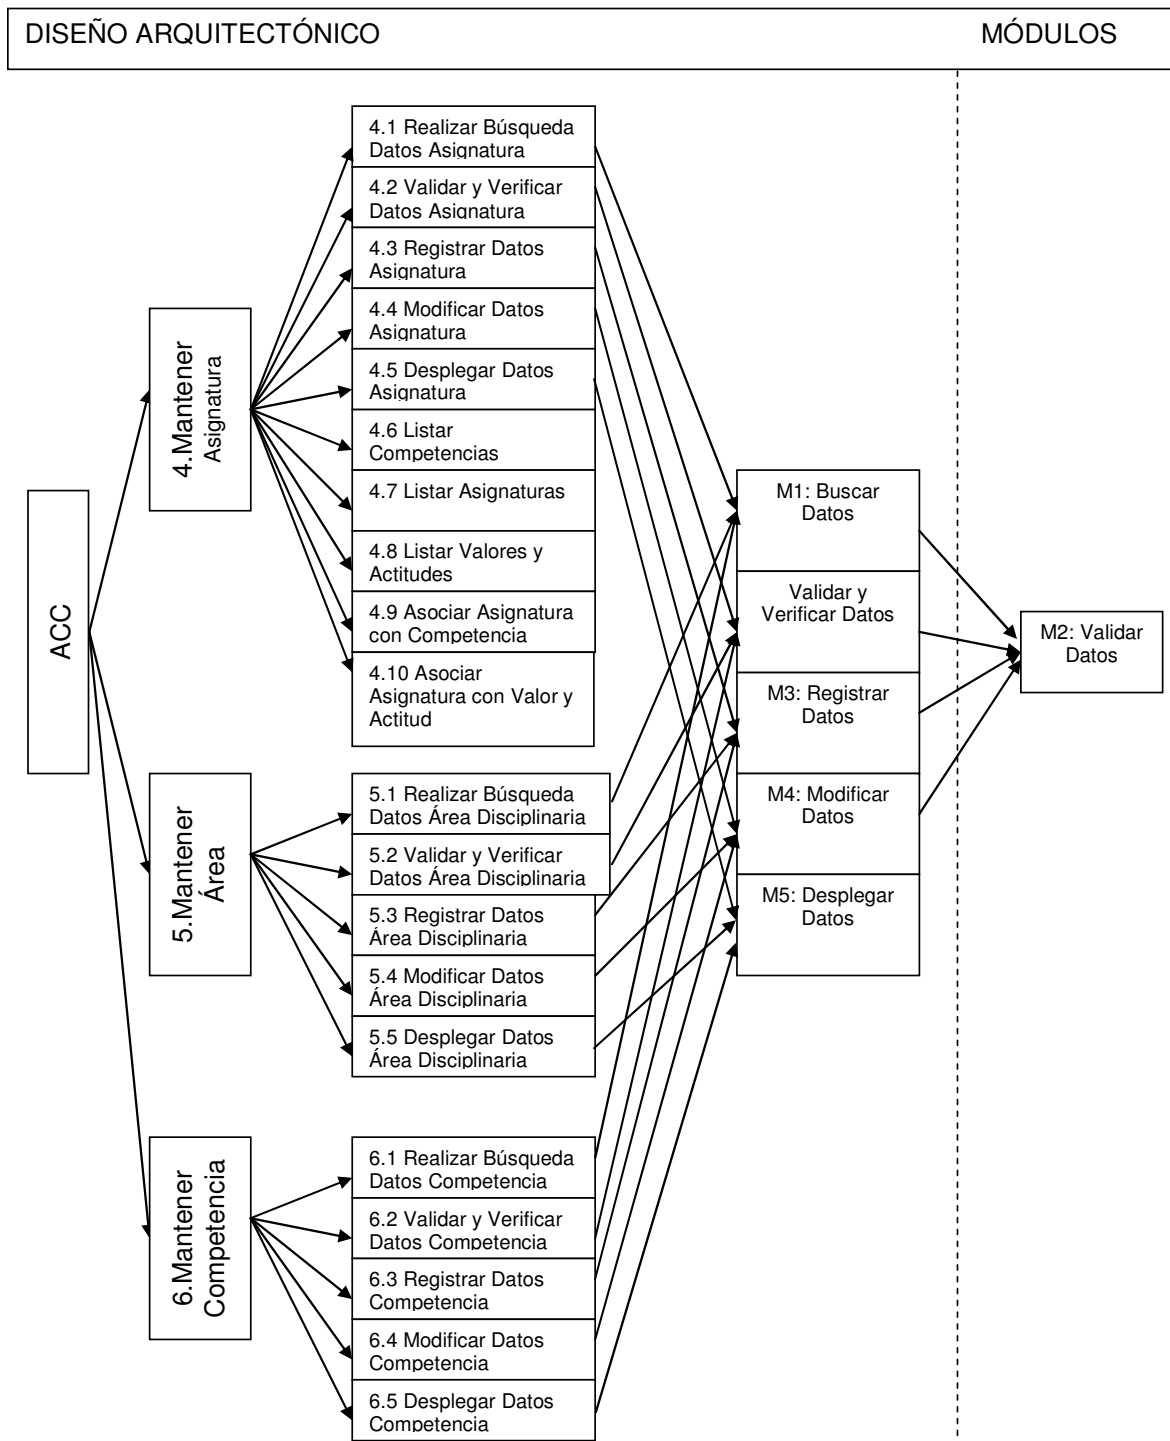 DISEÑO ARQUITECTÓNICO
MÓDULOS
ACC
4.Mantener
Asignatura
4.1 Realizar Búsqueda
Datos Asignatura
4.2 Validar y Verificar
Datos Asignatura
4.3 Registrar Datos
Asignatura
4.4 Modificar Datos
Asignatura
4.5 Desplegar Datos
Asignatura
4.6 Listar
Competencias
4.7 Listar Asignaturas
4.8 Listar Valores y
Actitudes
4.9 Asociar Asignatura
con Competencia
4.10 Asociar
Asignatura con Valor y
Actitud
5.Mantener
Área
5.1 Realizar Búsqueda
Datos Área Disciplinaria
5.2 Validar y Verificar
Datos Área Disciplinaria
5.3 Registrar Datos
Área Disciplinaria
5.4 Modificar Datos
Área Disciplinaria
5.5 Desplegar Datos
Área Disciplinaria
6.Mantener
Competencia
6.1 Realizar Búsqueda
Datos Competencia
6.2 Validar y Verificar
Datos Competencia
6.3 Registrar Datos
Competencia
6.4 Modificar Datos
Competencia
6.5 Desplegar Datos
Competencia
M1: Buscar
Datos
Validar y
Verificar Datos
M3: Registrar
Datos
M4: Modificar
Datos
M5: Desplegar
Datos
M2: Validar
Datos